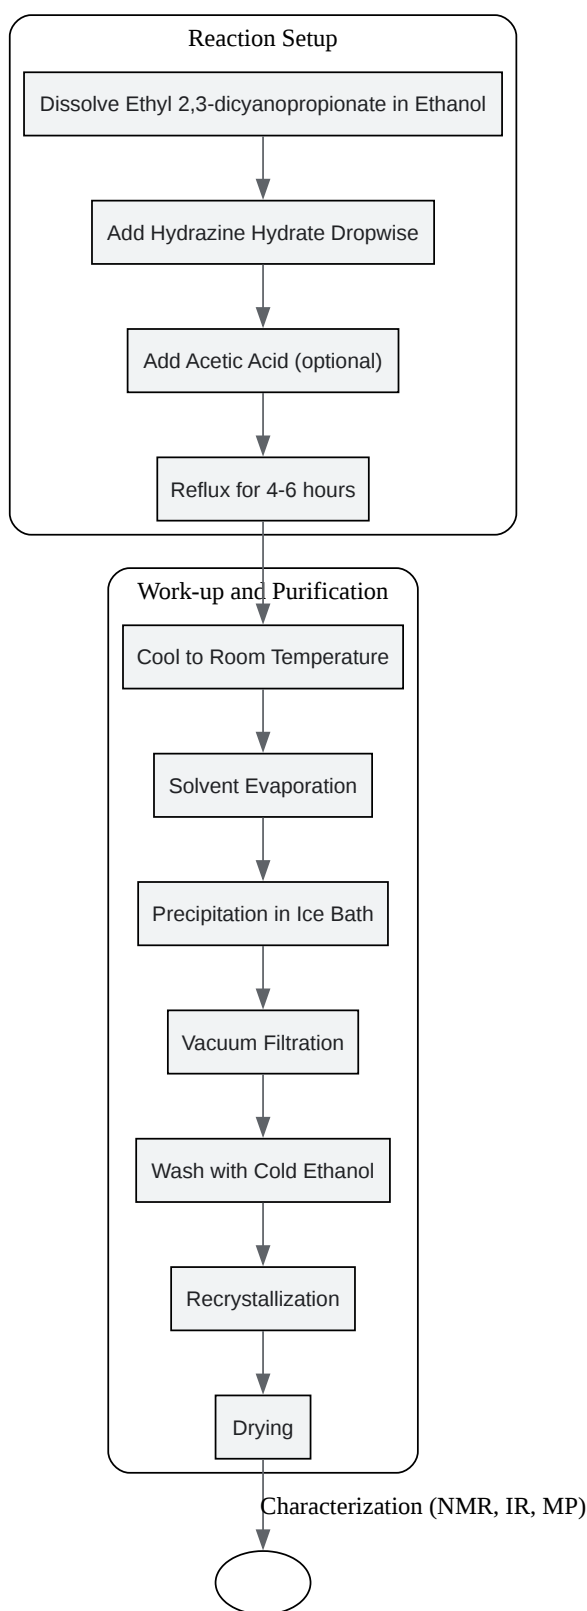 Reaction Setup
Dissolve Ethyl 2,3-dicyanopropionate in Ethanol
Add Hydrazine Hydrate Dropwise
Add Acetic Acid (optional)
Reflux for 4-6 hours
Work-up and Purification
Cool to Room Temperature
Solvent Evaporation
Precipitation in Ice Bath
Vacuum Filtration
Wash with Cold Ethanol
Recrystallization
Drying
Characterization (NMR, IR, MP)